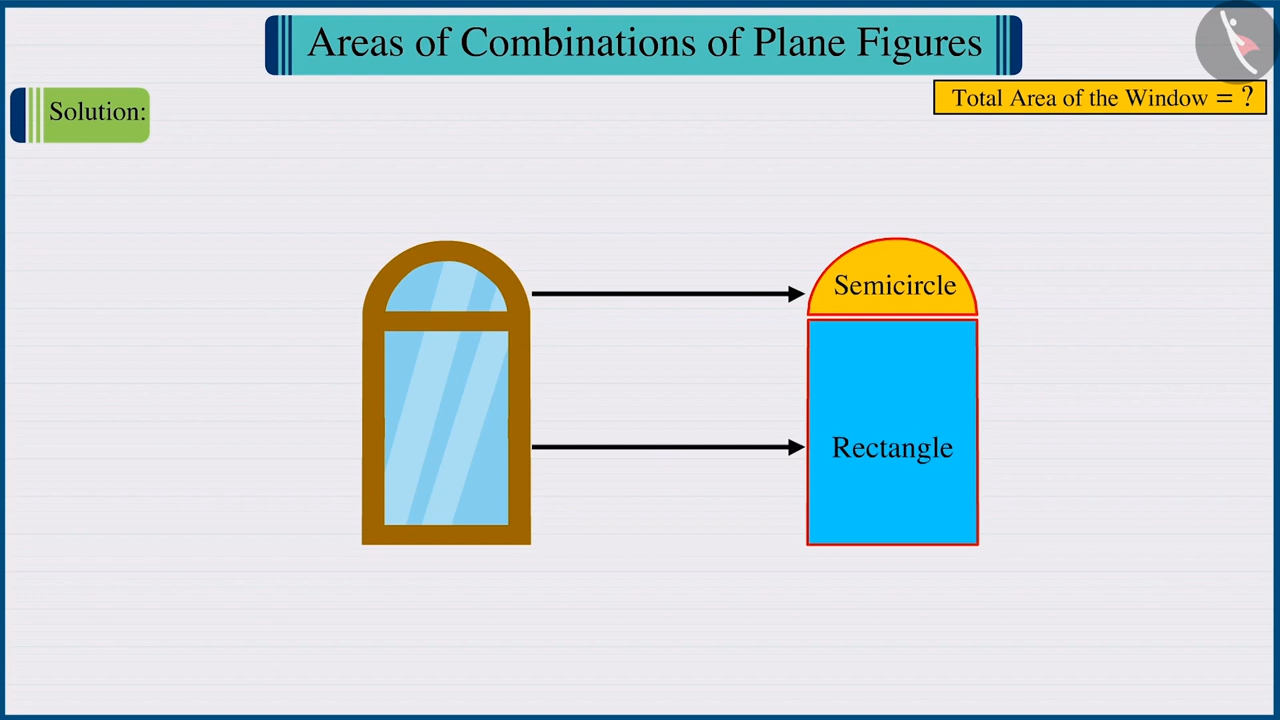 Areas of Combinations of Plane Figures
Solution:
Total Area of the Window = ?
Semicircle
Rectangle